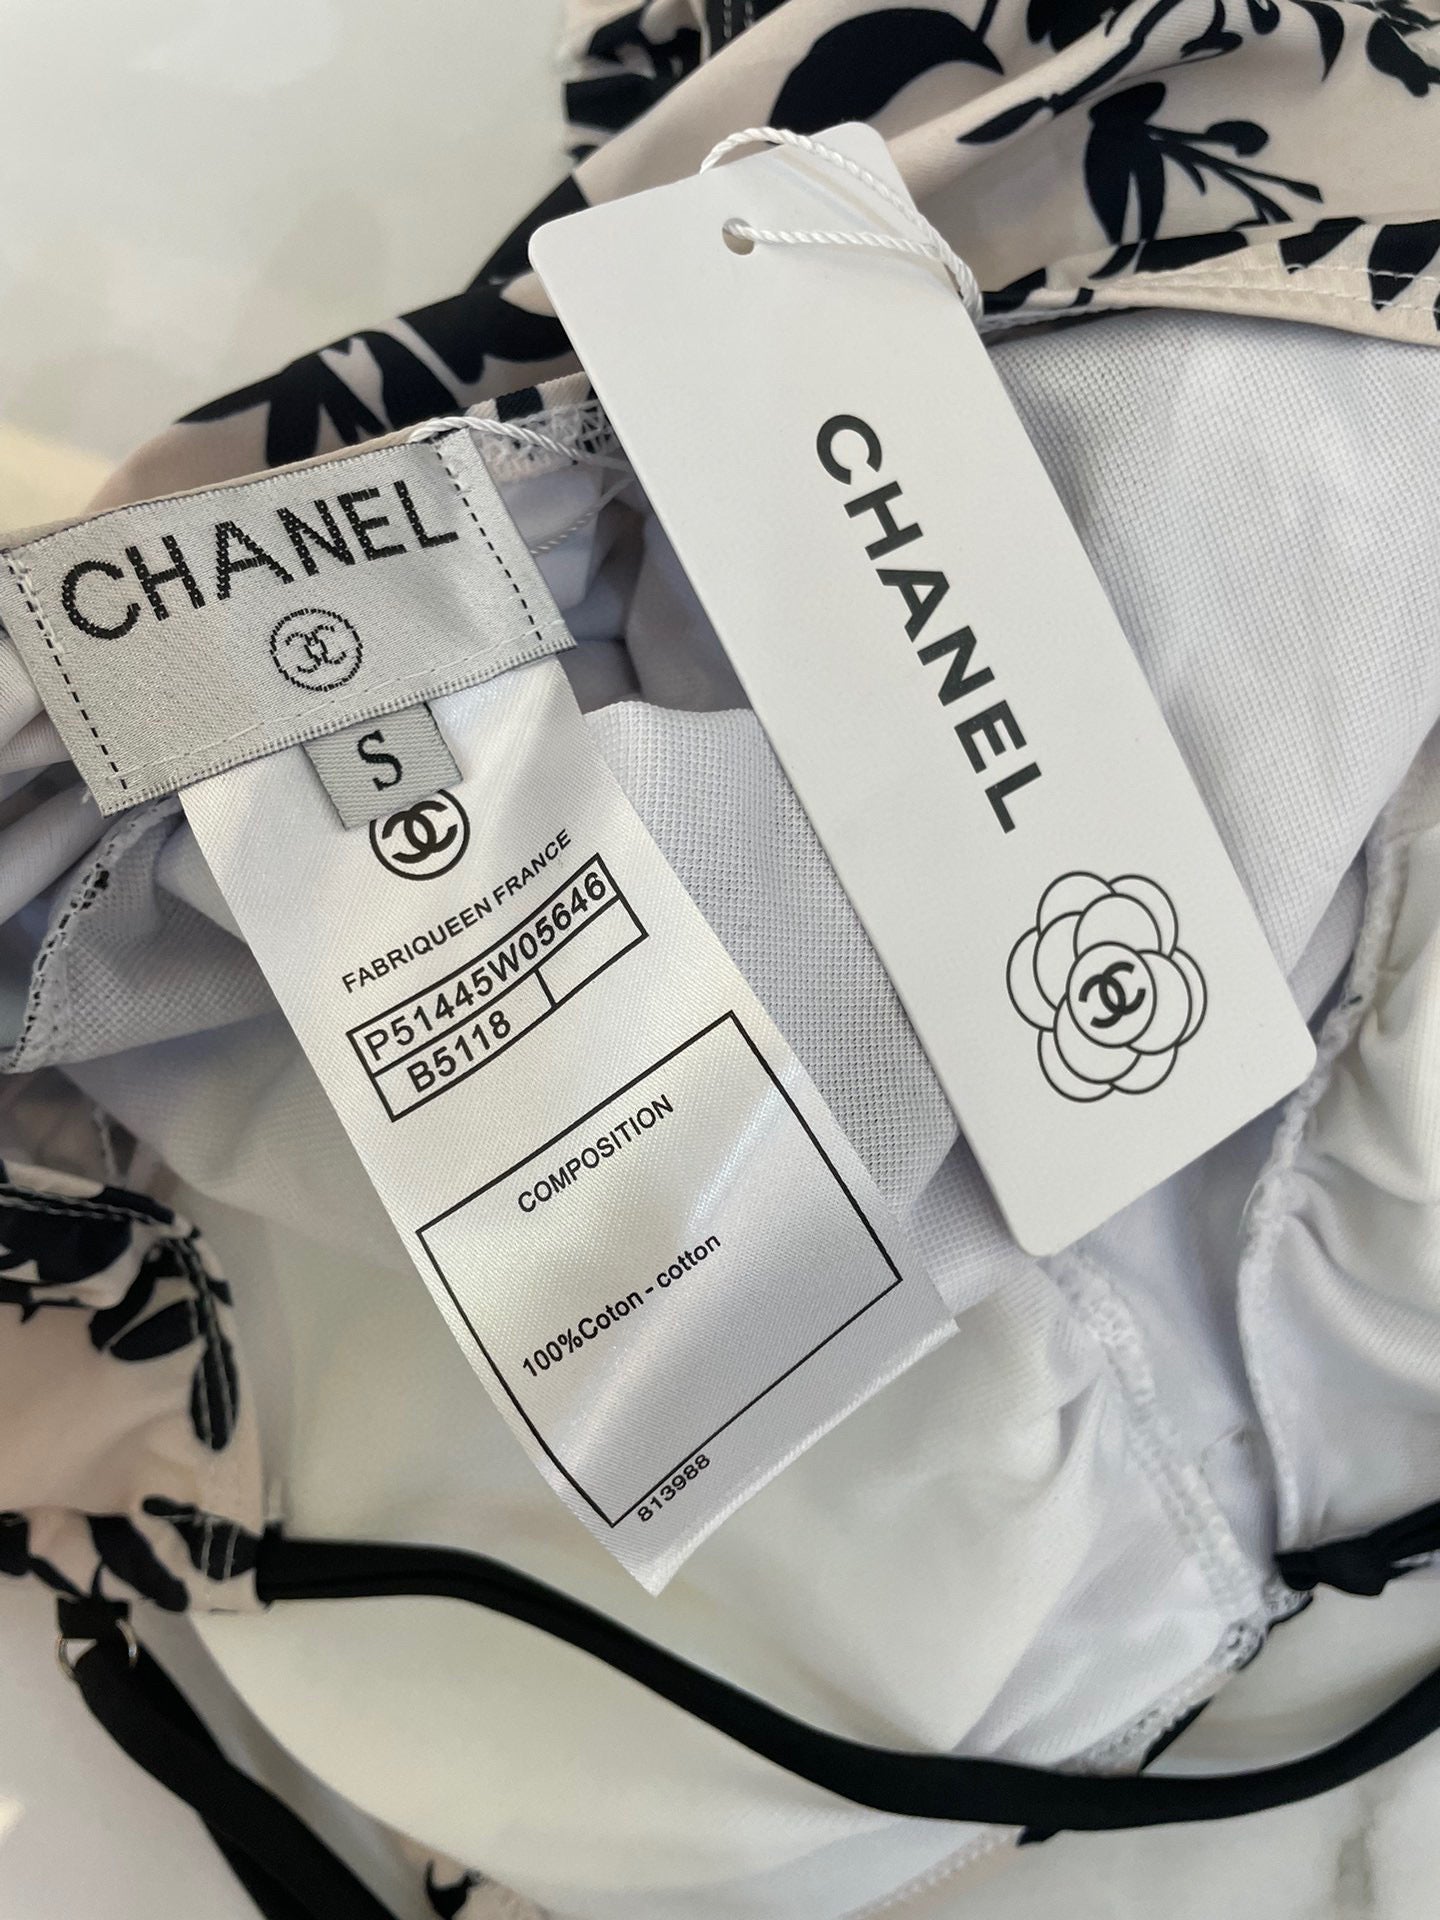 CHANEL
S
FABRIQUEEN FRANCE
P51445W05646
B5118
COMPOSITION
100%Coton - cotton
813988
CHANEL